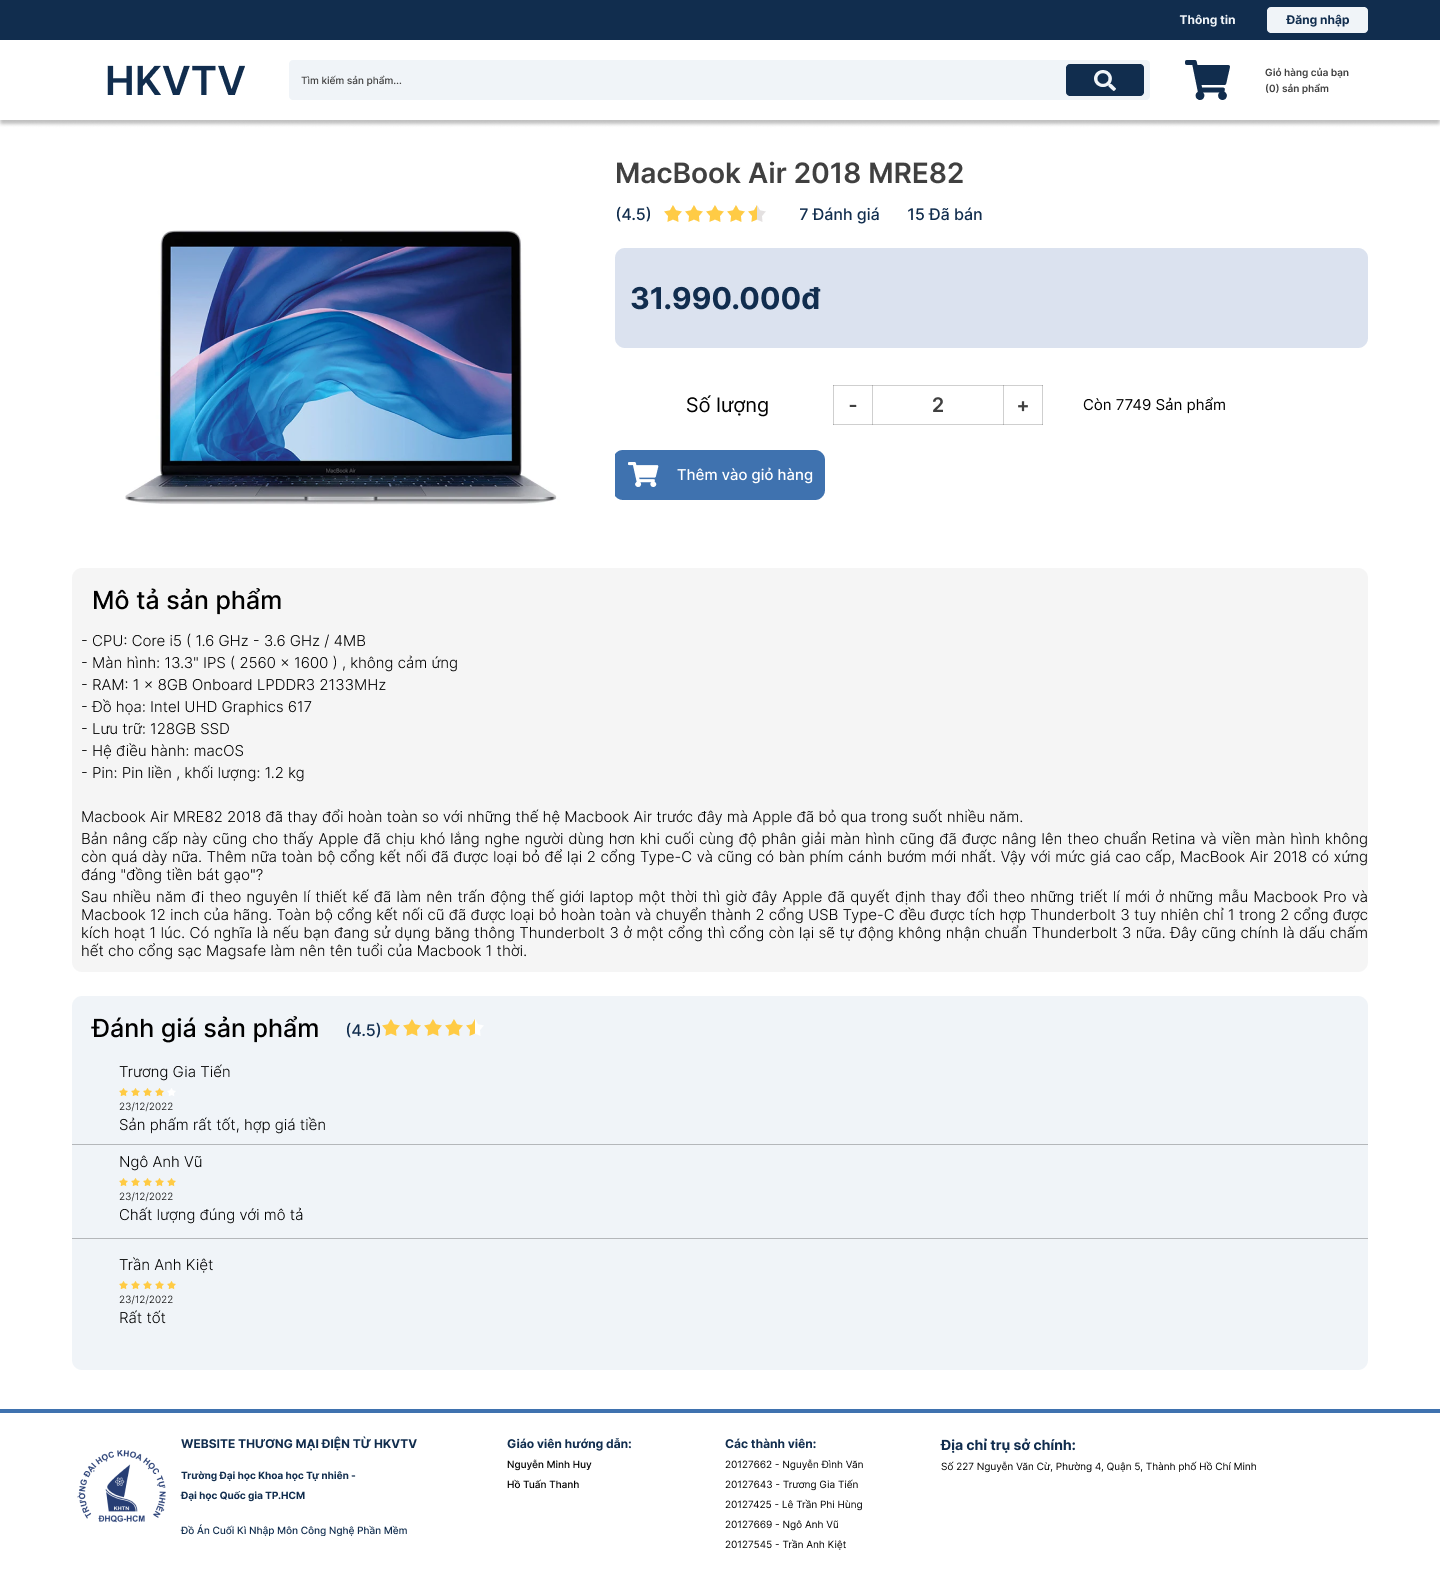 Thông tin
Đăng nhập
HKVTV
Tìm kiếm sản phẩm...
Giỏ hàng của bạn
(0) sản phẩm
MacBook Air 2018 MRE82
(4.5)
7 Đánh giá
15 Đã bán
31.990.000đ
Số lượng
-
2
+
Còn 7749 Sản phẩm
MacBook Air
Thêm vào giỏ hàng
Mô tả sản phẩm
- CPU: Core i5 ( 1.6 GHz - 3.6 GHz / 4MB
- Màn hình: 13.3" IPS ( 2560 x 1600 ) , không cảm ứng
- RAM: 1 x 8GB Onboard LPDDR3 2133MHz
- Đồ họa: Intel UHD Graphics 617
- Lưu trữ: 128GB SSD
- Hệ điều hành: macOS
- Pin: Pin liền , khối lượng: 1.2 kg
Macbook Air MRE82 2018 đã thay đổi hoàn toàn so với những thế hệ Macbook Air trước đây mà Apple đã bỏ qua trong suốt nhiều năm.
Bản nâng cấp này cũng cho thấy Apple đã chịu khó lắng nghe người dùng hơn khi cuối cùng độ phân giải màn hình cũng đã được nâng lên theo chuẩn Retina và viền màn hình không
còn quá dày nữa. Thêm nữa toàn bộ cổng kết nối đã được loại bỏ để lại 2 cổng Type-C và cũng có bàn phím cánh bướm mới nhất. Vậy với mức giá cao cấp, MacBook Air 2018 có xứng
đáng "đồng tiền bát gạo"?
Sau nhiều năm đi theo nguyên lí thiết kế đã làm nên trấn động thế giới laptop một thời thì giờ đây Apple đã quyết định thay đổi theo những triết lí mới ở những mẫu Macbook Pro và
Macbook 12 inch của hãng. Toàn bộ cổng kết nối cũ đã được loại bỏ hoàn toàn và chuyển thành 2 cổng USB Type-C đều được tích hợp Thunderbolt 3 tuy nhiên chỉ 1 trong 2 cổng được
kích hoạt 1 lúc. Có nghĩa là nếu bạn đang sử dụng băng thông Thunderbolt 3 ở một cổng thì cổng còn lại sẽ tự động không nhận chuẩn Thunderbolt 3 nữa. Đây cũng chính là dấu chấm
hết cho cổng sạc Magsafe làm nên tên tuổi của Macbook 1 thời.
Đánh giá sản phẩm
(4.5)
Trương Gia Tiến
23/12/2022
Sản phẩm rất tốt, hợp giá tiền
Ngô Anh Vũ
23/12/2022
Chất lượng đúng với mô tả
Trần Anh Kiệt
23/12/2022
Rất tốt
TRƯỜNG ĐẠI HỌC KHOA HỌC TỰ NHIÊN
KHTN
ĐHQG-HCM
WEBSITE THƯƠNG MẠI ĐIỆN TỬ HKVTV
Trường Đại học Khoa học Tự nhiên -
Đại học Quốc gia TP.HCM
Đồ Án Cuối Kì Nhập Môn Công Nghệ Phần Mềm
Giáo viên hướng dẫn:
Nguyễn Minh Huy
Hồ Tuấn Thanh
Các thành viên:
20127662 - Nguyễn Đình Văn
20127643 - Trương Gia Tiến
20127425 - Lê Trần Phi Hùng
20127669 - Ngô Anh Vũ
20127545 - Trần Anh Kiệt
Địa chỉ trụ sở chính:
Số 227 Nguyễn Văn Cừ, Phường 4, Quận 5, Thành phố Hồ Chí Minh